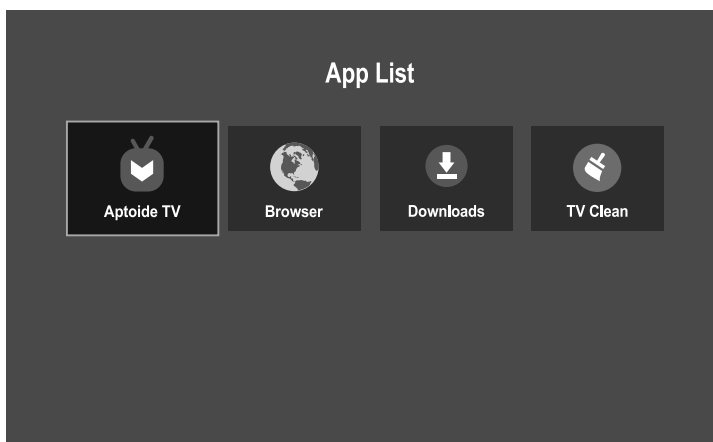 App List
Aptoide TV
Browser
Downloads
TV Clean